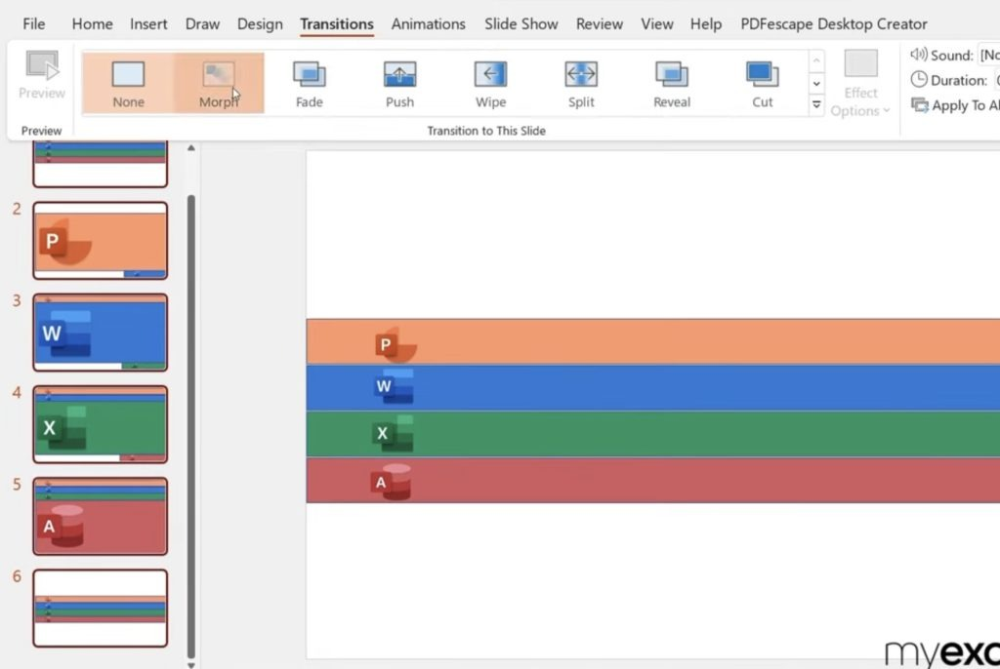 File Home Insert Draw Design Transitions Animations Slide Show Review View Help PDFescape Desktop Creator
Preview
None Morph Fade Push Wipe Split Reveal Cut
Effect Options
Sound: [No
Duration:
Apply To Al
Preview
Transition to This Slide
2
P
3
W
4
X
5
A
6
P
W
X
A
myexc